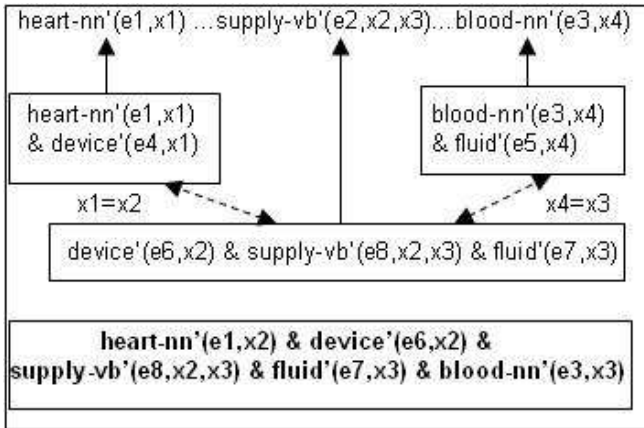 heart-nn'(e1,x1) ...supply-vb'(e2,x2,x3)...blood-nn'(e3,x4)
heart-nn'(e1,x1)
& device'(e4,x1)
blood-nn'(e3,x4)
& fluid'(e5,x4)
x1=x2
x4=x3
device'(e6,x2) & supply-vb'(e8,x2,x3) & fluid'(e7,x3)
heart-nn'(e1,x2) & device'(e6,x2) &
supply-vb'(e8,x2,x3) & fluid'(e7,x3) & blood-nn'(e3,x3)